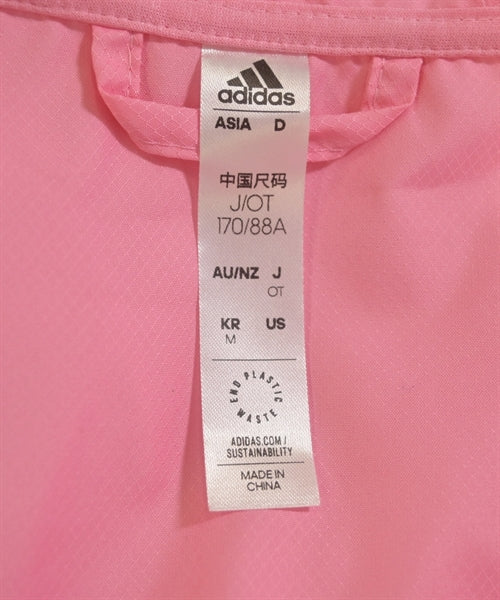 adidas
ASIA D
中国尺码
J/OT
170/88A
AU/NZ J
OT
KR US
M
END PLASTIC WASTE
ADIDAS.COM/
SUSTAINABILITY
MADE IN
CHINA